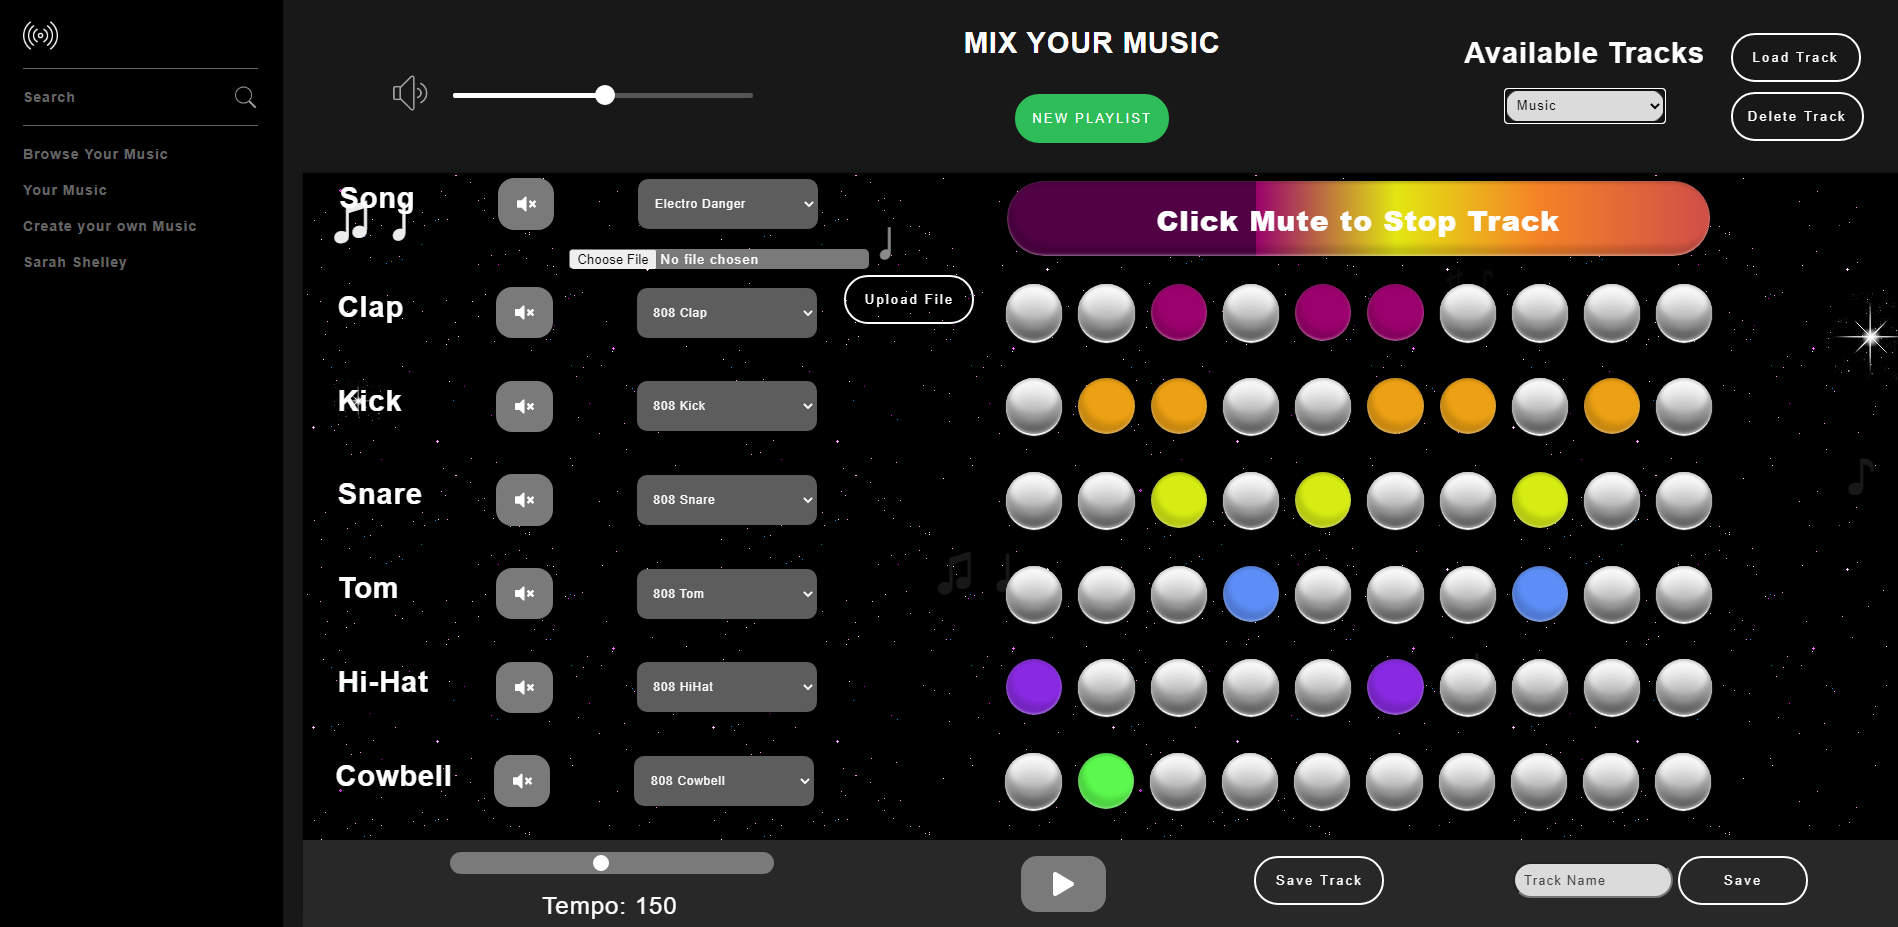 Search
Browse Your Music
Your Music
Create your own Music
Sarah Shelley
MIX YOUR MUSIC
NEW PLAYLIST
Available Tracks
Music
Load Track
Delete Track
Song
Electro Danger
Click Mute to Stop Track
Choose File No file chosen
Upload File
Clap
808 Clap
Kick
808 Kick
Snare
808 Snare
Tom
808 Tom
Hi-Hat
808 HiHat
Cowbell
808 Cowbell
Tempo: 150
Save Track
Track Name
Save